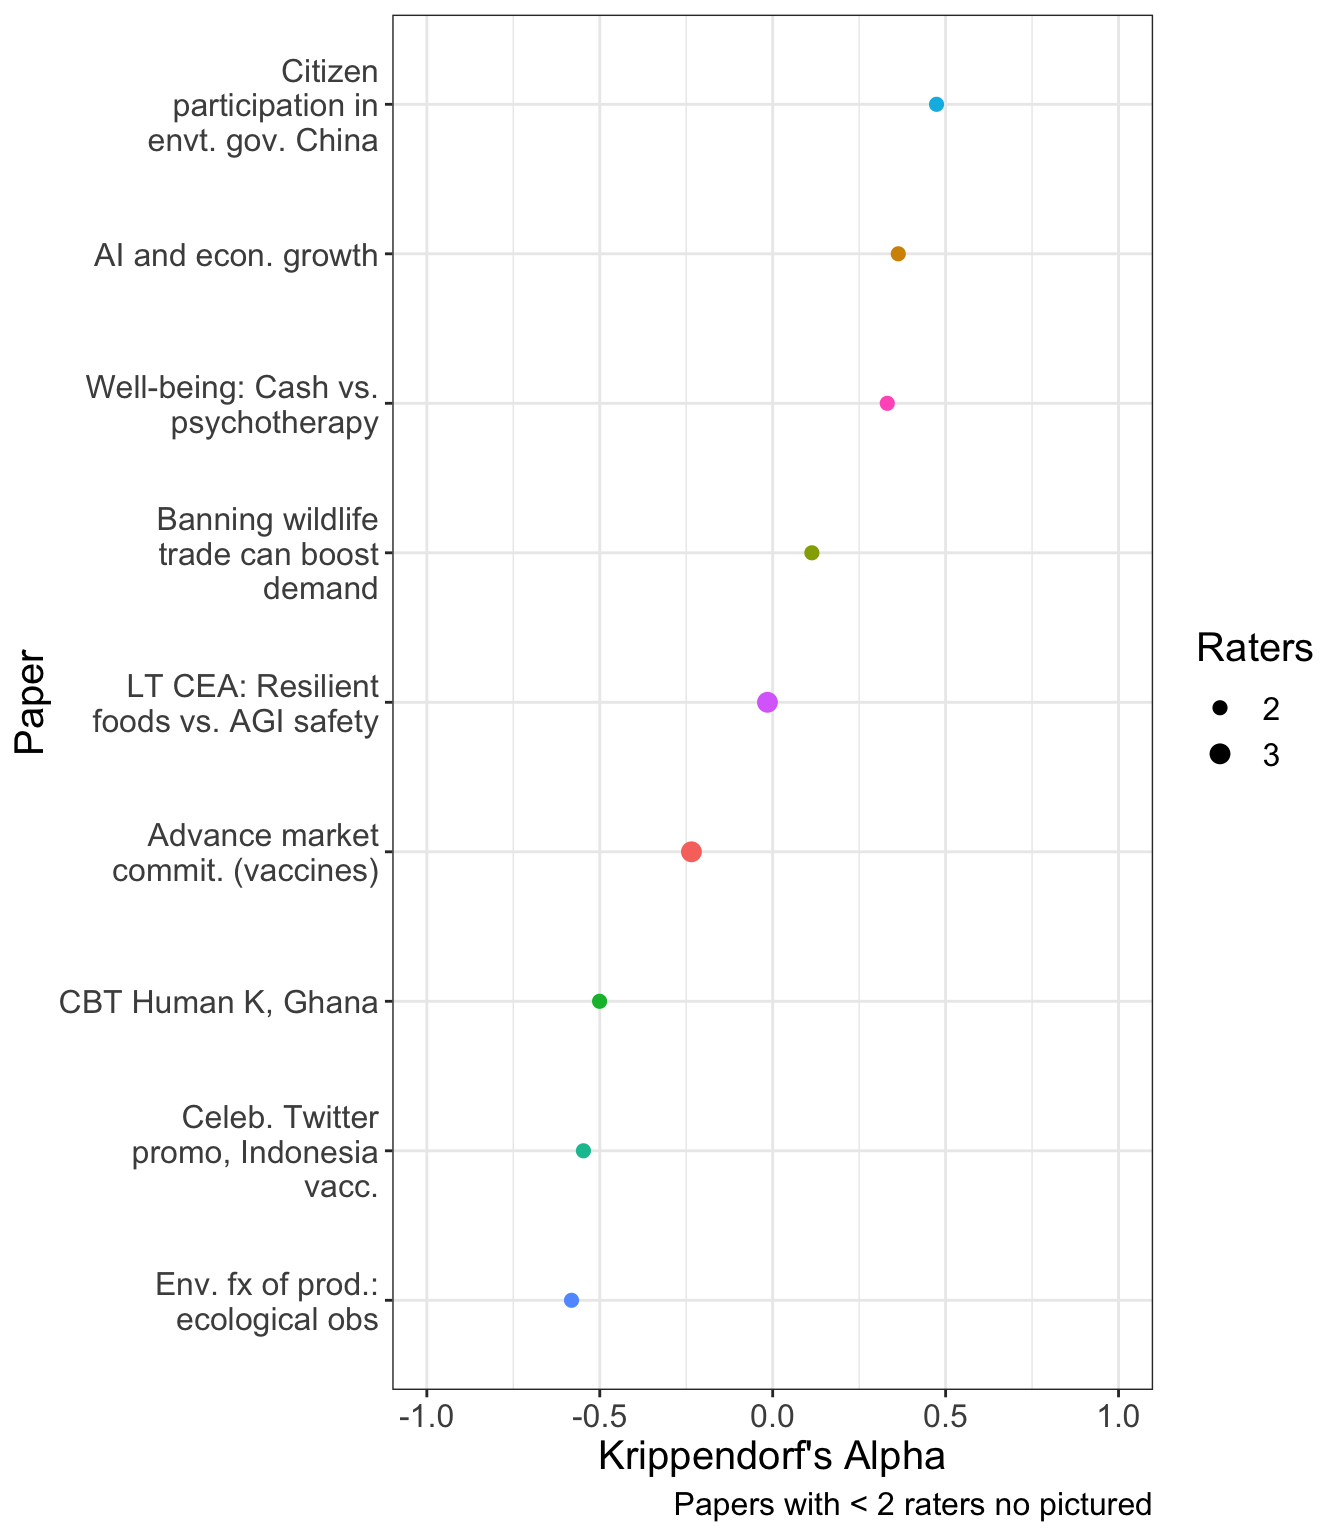 Citizen
participation in
envt. gov. China
AI and econ. growth
Well-being: Cash vs.
psychotherapy
Banning wildlife
trade can boost
demand
LT CEA: Resilient
foods vs. AGI safety
Advance market
commit. (vaccines)
CBT Human K, Ghana
Celeb. Twitter
promo, Indonesia
vacc.
Env. fx of prod.:
ecological obs
Paper
-1.0
-0.5
0.0
0.5
1.0
Krippendorf's Alpha
Papers with < 2 raters no pictured
Raters
2
3